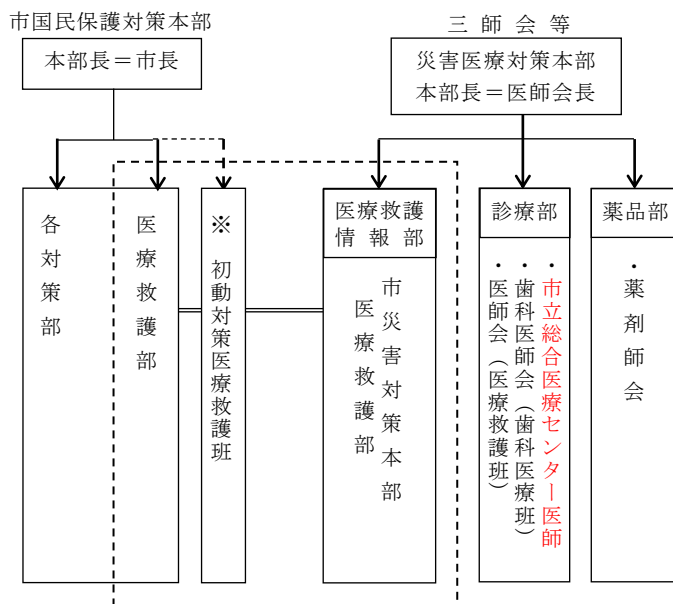 市国民保護対策本部
本部長＝市長
三師会等
災害医療対策本部
本部長＝医師会長
各対策部
医療救護部
※初動対策医療救護班
医療救護
情報部
市災害対策本部
医療救護部
診療部
・市立総合医療センター医師
・歯科医師会（歯科医療班）
・医師会（医療救護班）
薬品部
・薬剤師会